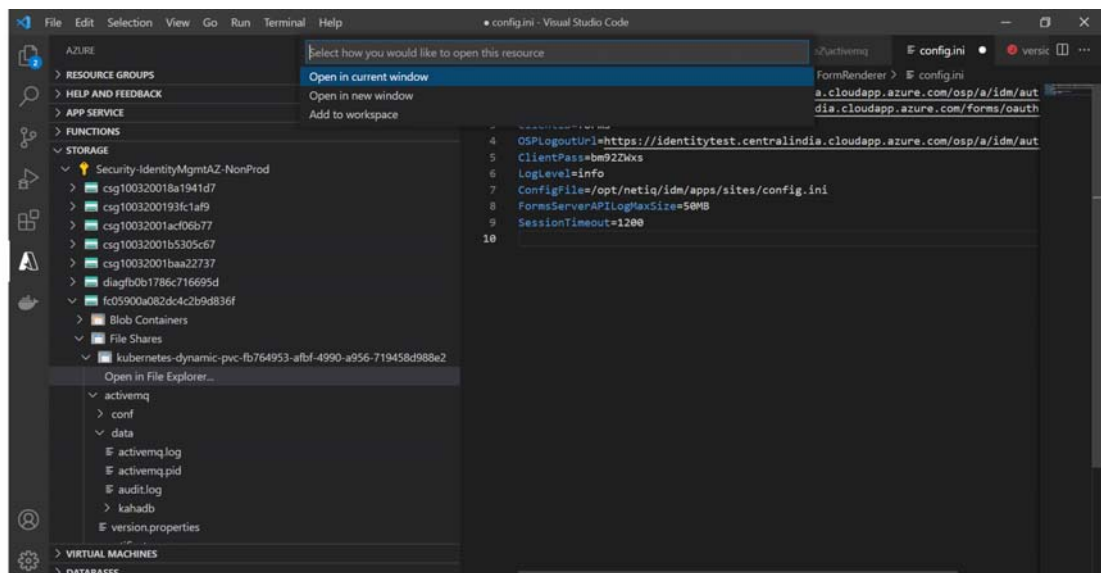 File Edit Selection View Go Run Terminal Help
● config.ini - Visual Studio Code
AZURE
Select how you would like to open this resource
Open in current window
Open in new window
Add to workspace
config.ini ●
versic
FormRenderer > config.ini
> RESOURCE GROUPS
> HELP AND FEEDBACK
> APP SERVICE
> FUNCTIONS
STORAGE
Security-IdentityMgmtAZ-NonProd
> csg100320018a1941d7
> csg100320193fc1af9
> csg10032001acf06b77
> csg10032001b5305c67
> csg10032001baa22737
> diagfb0b1786c716695d
fc05900a082dc4c2b9d836f
> Blob Containers
File Shares
kubernetes-dynamic-pvc-fb764953-afbf-4990-a956-719458d988e2
Open in File Explorer...
activemq
> conf
data
activemq.log
activemq.pid
audit.log
> kahadb
version.properties
> VIRTUAL MACHINES
> DATABASES
a.cloudapp.azure.com/osp/a/idm/aut
dia.cloudapp.azure.com/forms/oauth
4 OSPLogoutUrl=https://identitytest.centralindia.cloudapp.azure.com/osp/a/idm/aut
5 ClientPass=bm92ZWxs
6 LogLevel=info
7 ConfigFile=/opt/netiq/idm/apps/sites/config.ini
8 FormsServerAPILogMaxSize=50MB
9 SessionTimeout=1200
10